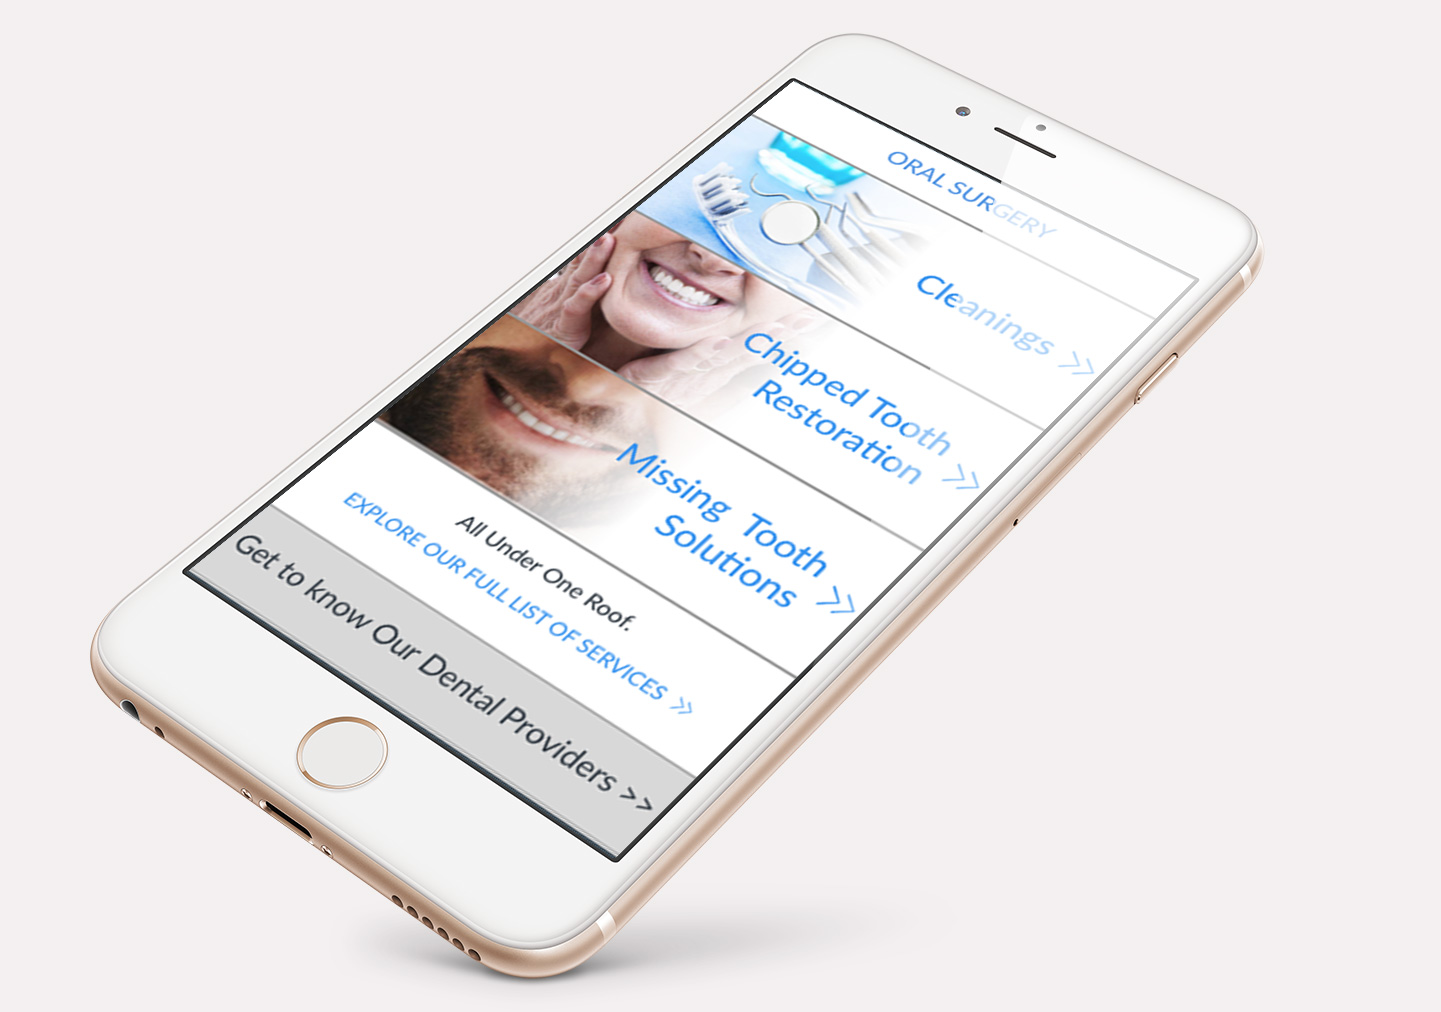 ORAL SURGERY
Cleanings >>
Chipped Tooth
Restoration >>
Missing Tooth
Solutions >>
All Under One Roof.
EXPLORE OUR FULL LIST OF SERVICES >>
Get to know Our Dental Providers >>